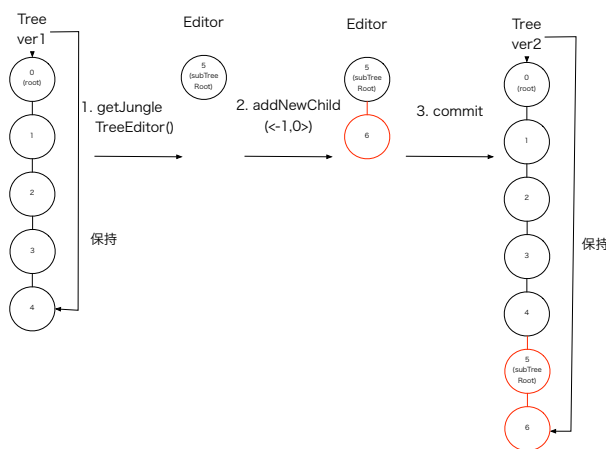 Tree
ver1
0
(root)
1
2
3
4
保持
1. getJungle
TreeEditor()
Editor
5
(subTree
Root)
2. addNewChild
(<-1,0>)
Editor
5
(subTree
Root)
6
3. commit
Tree
ver2
0
(root)
1
2
3
4
5
(subTree
Root)
6
保持